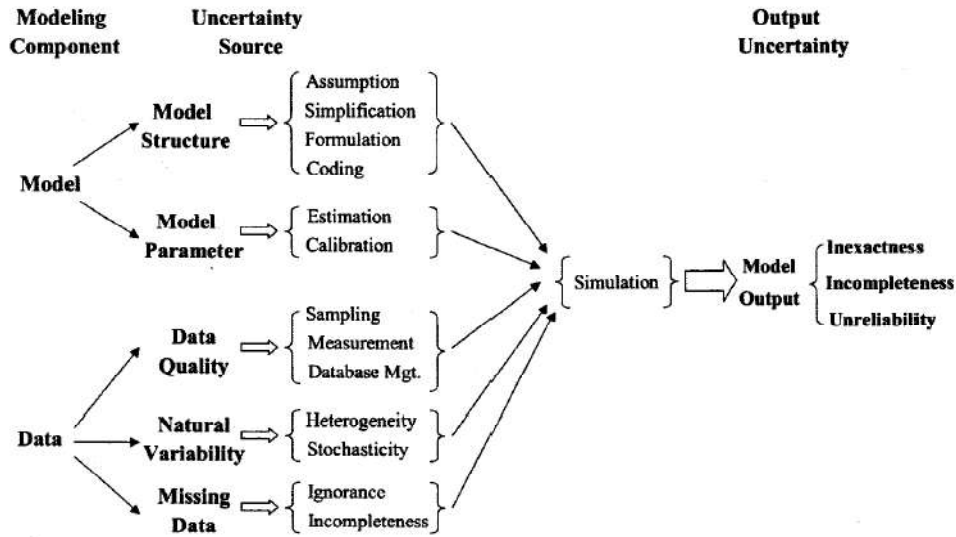 Modeling
Component
Uncertainty
Source
Output
Uncertainty
Model
Model
Structure
Assumption
Simplification
Formulation
Coding
Model
Parameter
Estimation
Calibration
Data
Data
Quality
Sampling
Measurement
Database Mgt.
Natural
Variability
Heterogeneity
Stochasticity
Missing
Data
Ignorance
Incompleteness
Simulation
Model
Output
Inexactness
Incompleteness
Unreliability